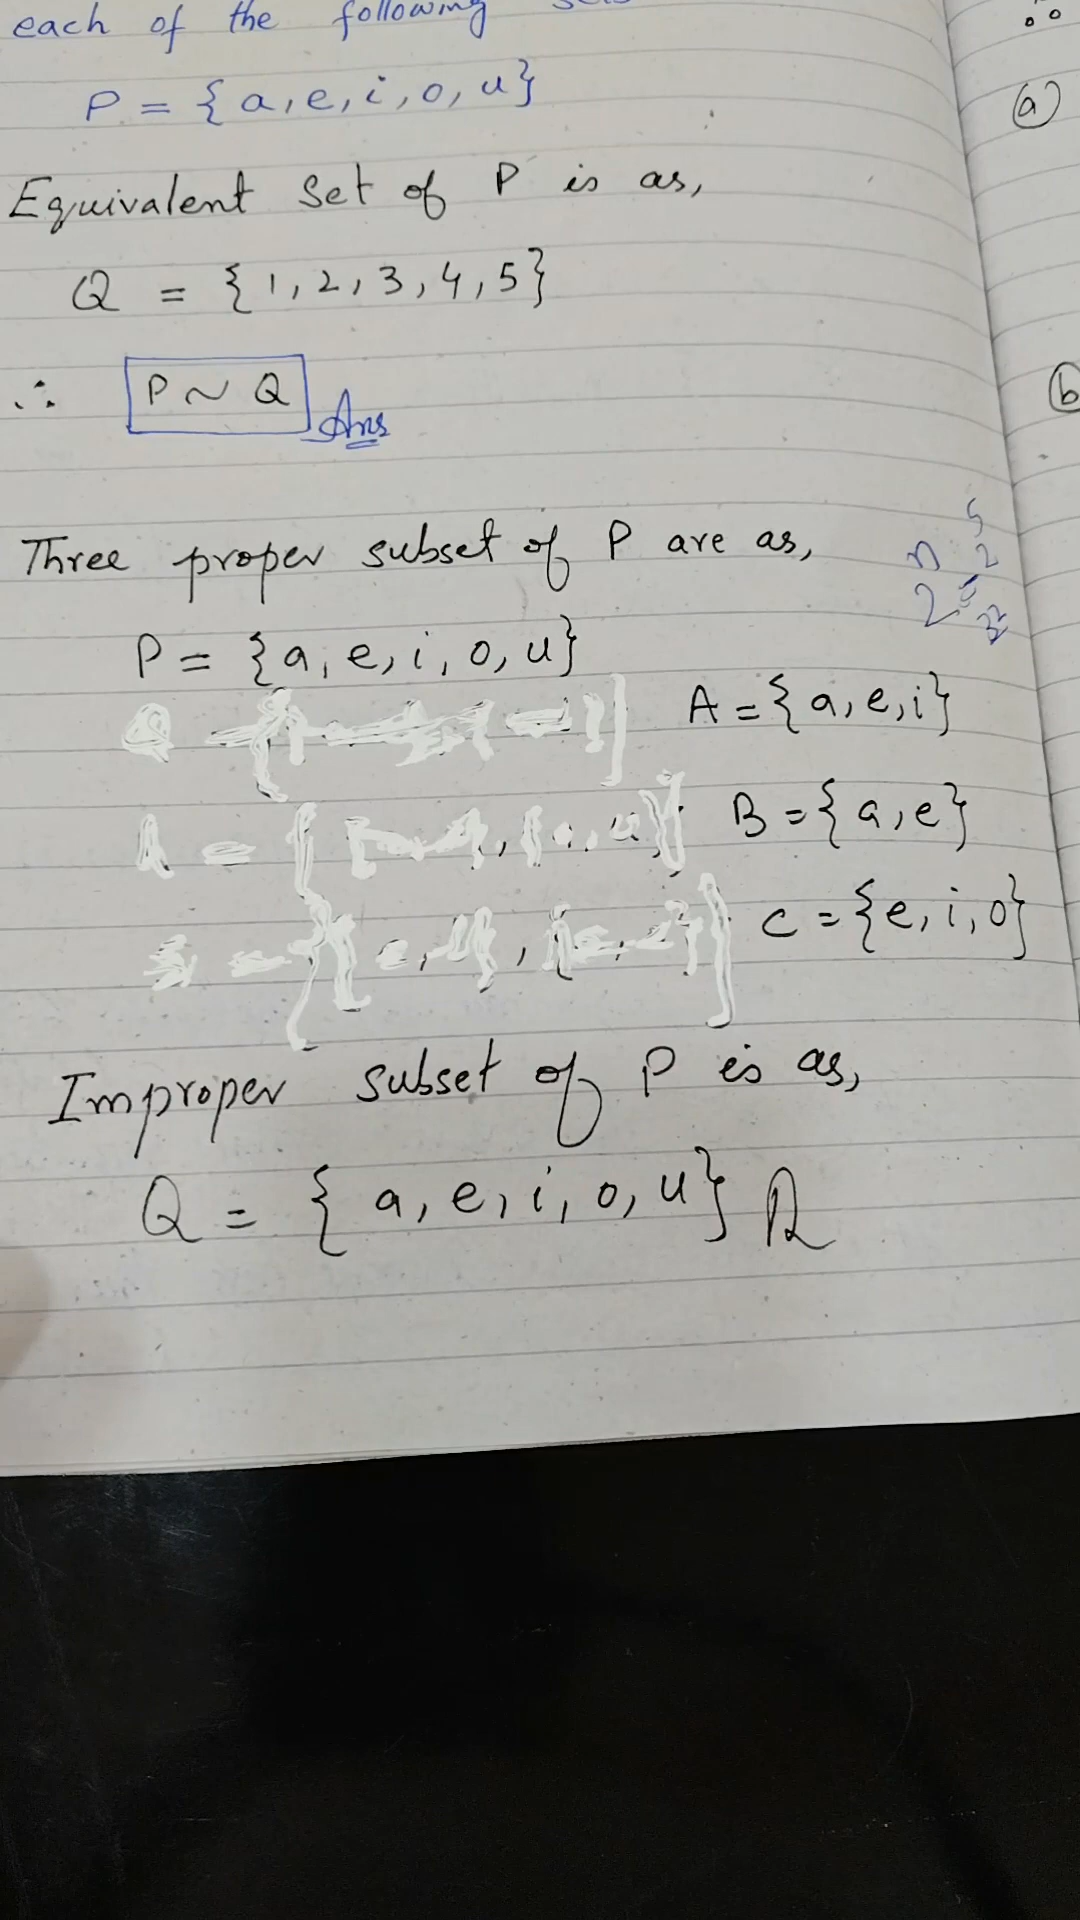 each of the following
P = {a, e, i, o, u}
Equivalent Set of P is as,
Q = {1, 2, 3, 4, 5}
∴ P ~ Q Ans
Three proper subset of P are as,
P = {a, e, i, o, u}
A = {a, e, i}
B = {a, e}
C = {e, i, o}
Improper subset of P is as,
Q = {a, e, i, o, u}
(a)
(b)